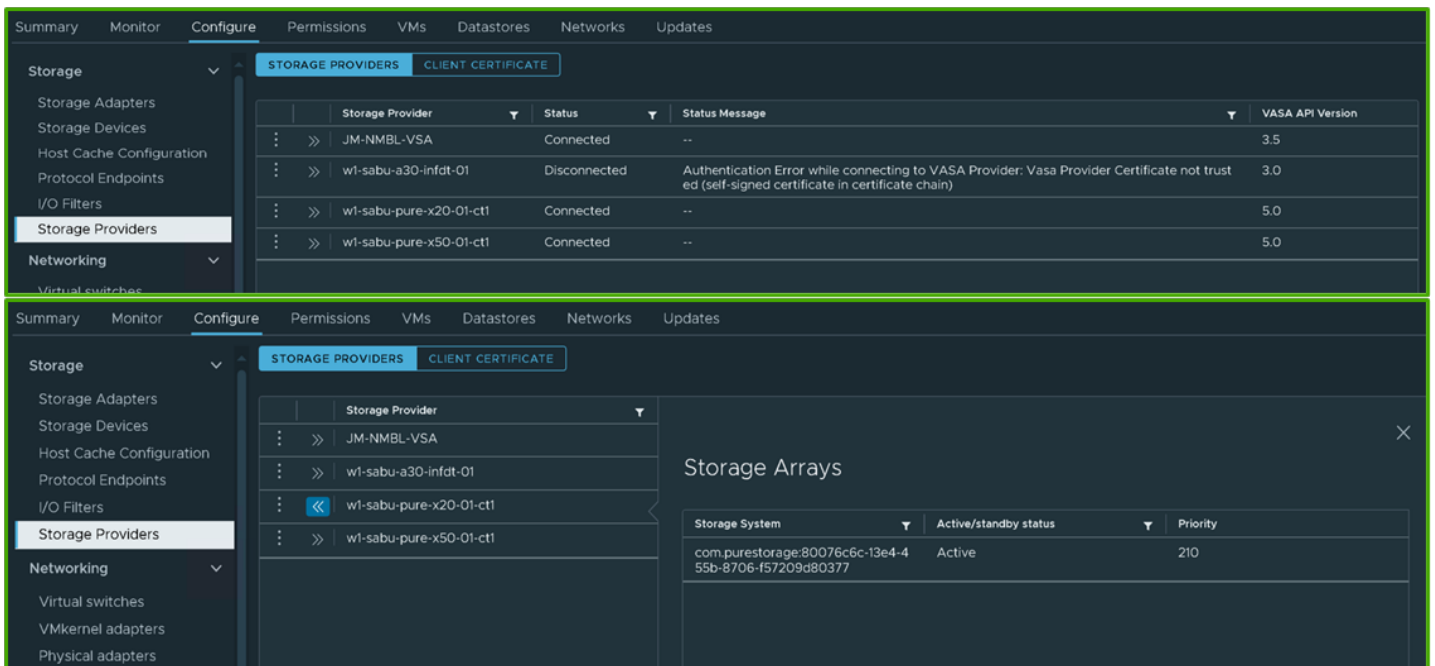 Summary Monitor Configure Permissions VMs Datastores Networks Updates
Storage
Storage Adapters
Storage Devices
Host Cache Configuration
Protocol Endpoints
I/O Filters
Storage Providers
Networking
Virtual switches
STORAGE PROVIDERS CLIENT CERTIFICATE
Storage Provider Status Status Message VASA API Version
JM-NMBL-VSA Connected -- 3.5
w1-sabu-a30-infdt-01 Disconnected Authentication Error while connecting to VASA Provider: Vasa Provider Certificate not trust 3.0
ed (self-signed certificate in certificate chain)
w1-sabu-pure-x20-01-ct1 Connected -- 5.0
w1-sabu-pure-x50-01-ct1 Connected -- 5.0
Summary Monitor Configure Permissions VMs Datastores Networks Updates
Storage
Storage Adapters
Storage Devices
Host Cache Configuration
Protocol Endpoints
I/O Filters
Storage Providers
Networking
Virtual switches
VMkernel adapters
Physical adapters
STORAGE PROVIDERS CLIENT CERTIFICATE
Storage Provider
JM-NMBL-VSA
w1-sabu-a30-infdt-01
w1-sabu-pure-x20-01-ct1
w1-sabu-pure-x50-01-ct1
Storage Arrays
Storage System Active/standby status Priority
com.purestorage:80076c6c-13e4-4 Active 210
55b-8706-f57209d80377